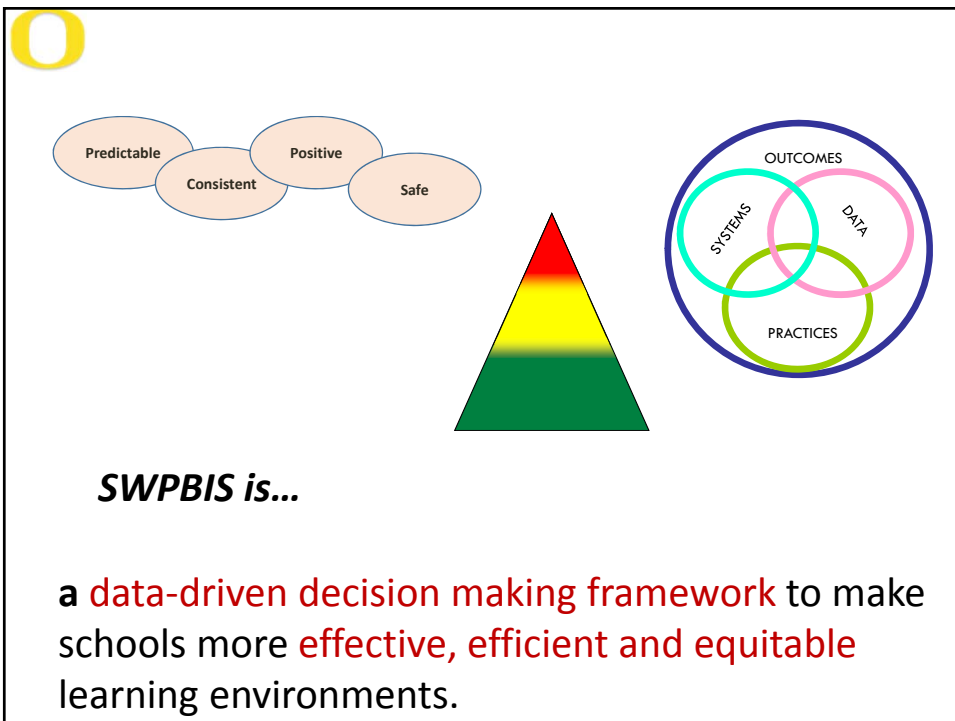 O
Predictable
Consistent
Positive
Safe
OUTCOMES
SYSTEMS
DATA
PRACTICES
SWPBIS is...
a data-driven decision making framework to make
schools more effective, efficient and equitable
learning environments.